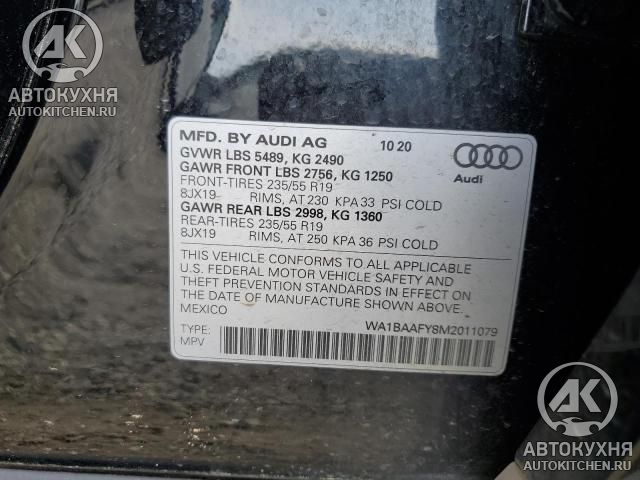 AK
АВТОКУХНЯ
AUTOKITCHEN.RU
MFD. BY AUDI AG 10 20
GVWR LBS 5489, KG 2490
GAWR FRONT LBS 2756, KG 1250
FRONT-TIRES 235/55 R19
8JX19 RIMS, AT 230 KPA 33 PSI COLD
GAWR REAR LBS 2998, KG 1360
REAR-TIRES 235/55 R19
8JX19 RIMS, AT 250 KPA 36 PSI COLD
Audi
THIS VEHICLE CONFORMS TO ALL APPLICABLE
U.S. FEDERAL MOTOR VEHICLE SAFETY AND
THEFT PREVENTION STANDARDS IN EFFECT ON
THE DATE OF MANUFACTURE SHOWN ABOVE.
MEXICO
WA1BAAFY8M2011079
TYPE:
MPV
AK
АВТОКУХНЯ
AUTOKITCHEN.RU